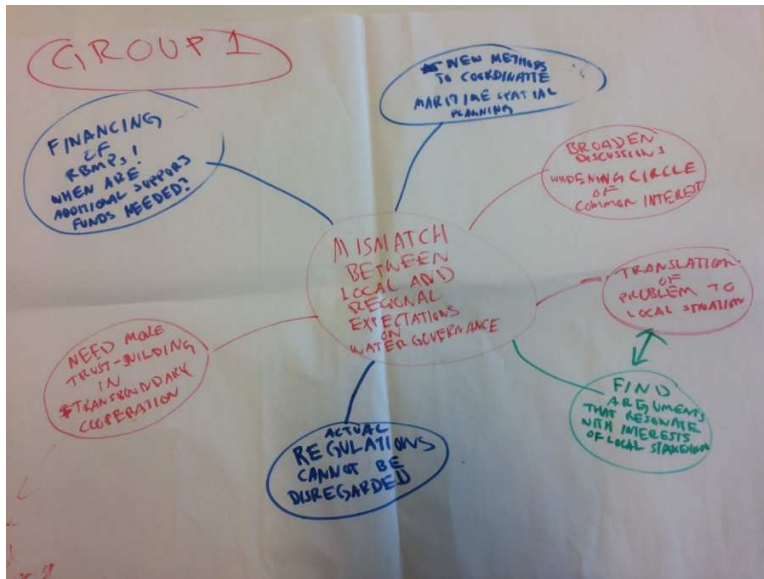 GROUP 1
FINANCING
OF
RBMPS!
WHEN ARE
ADDITIONAL SUPPORT
FUNDS NEEDED?
NEW METHODS
TO COORDINATE
MARITIME SPATIAL
PLANNING
BROADEN
DISCUSSIONS
WIDENING CIRCLE
OF
COMMON INTEREST
MISMATCH
BETWEEN
LOCAL AND
REGIONAL
EXPECTATIONS
ON
WATER GOVERNANCE
TRANSLATION
OF
PROBLEM TO
LOCAL SITUATION
NEED MORE
TRUST-BUILDING
IN
TRANSBOUNDARY
COOPERATION
FIND
ARGUMENTS
THAT RESONATE
WITH INTERESTS
OF LOCAL
ACTUAL
REGULATIONS
CANNOT BE
DISREGARDED